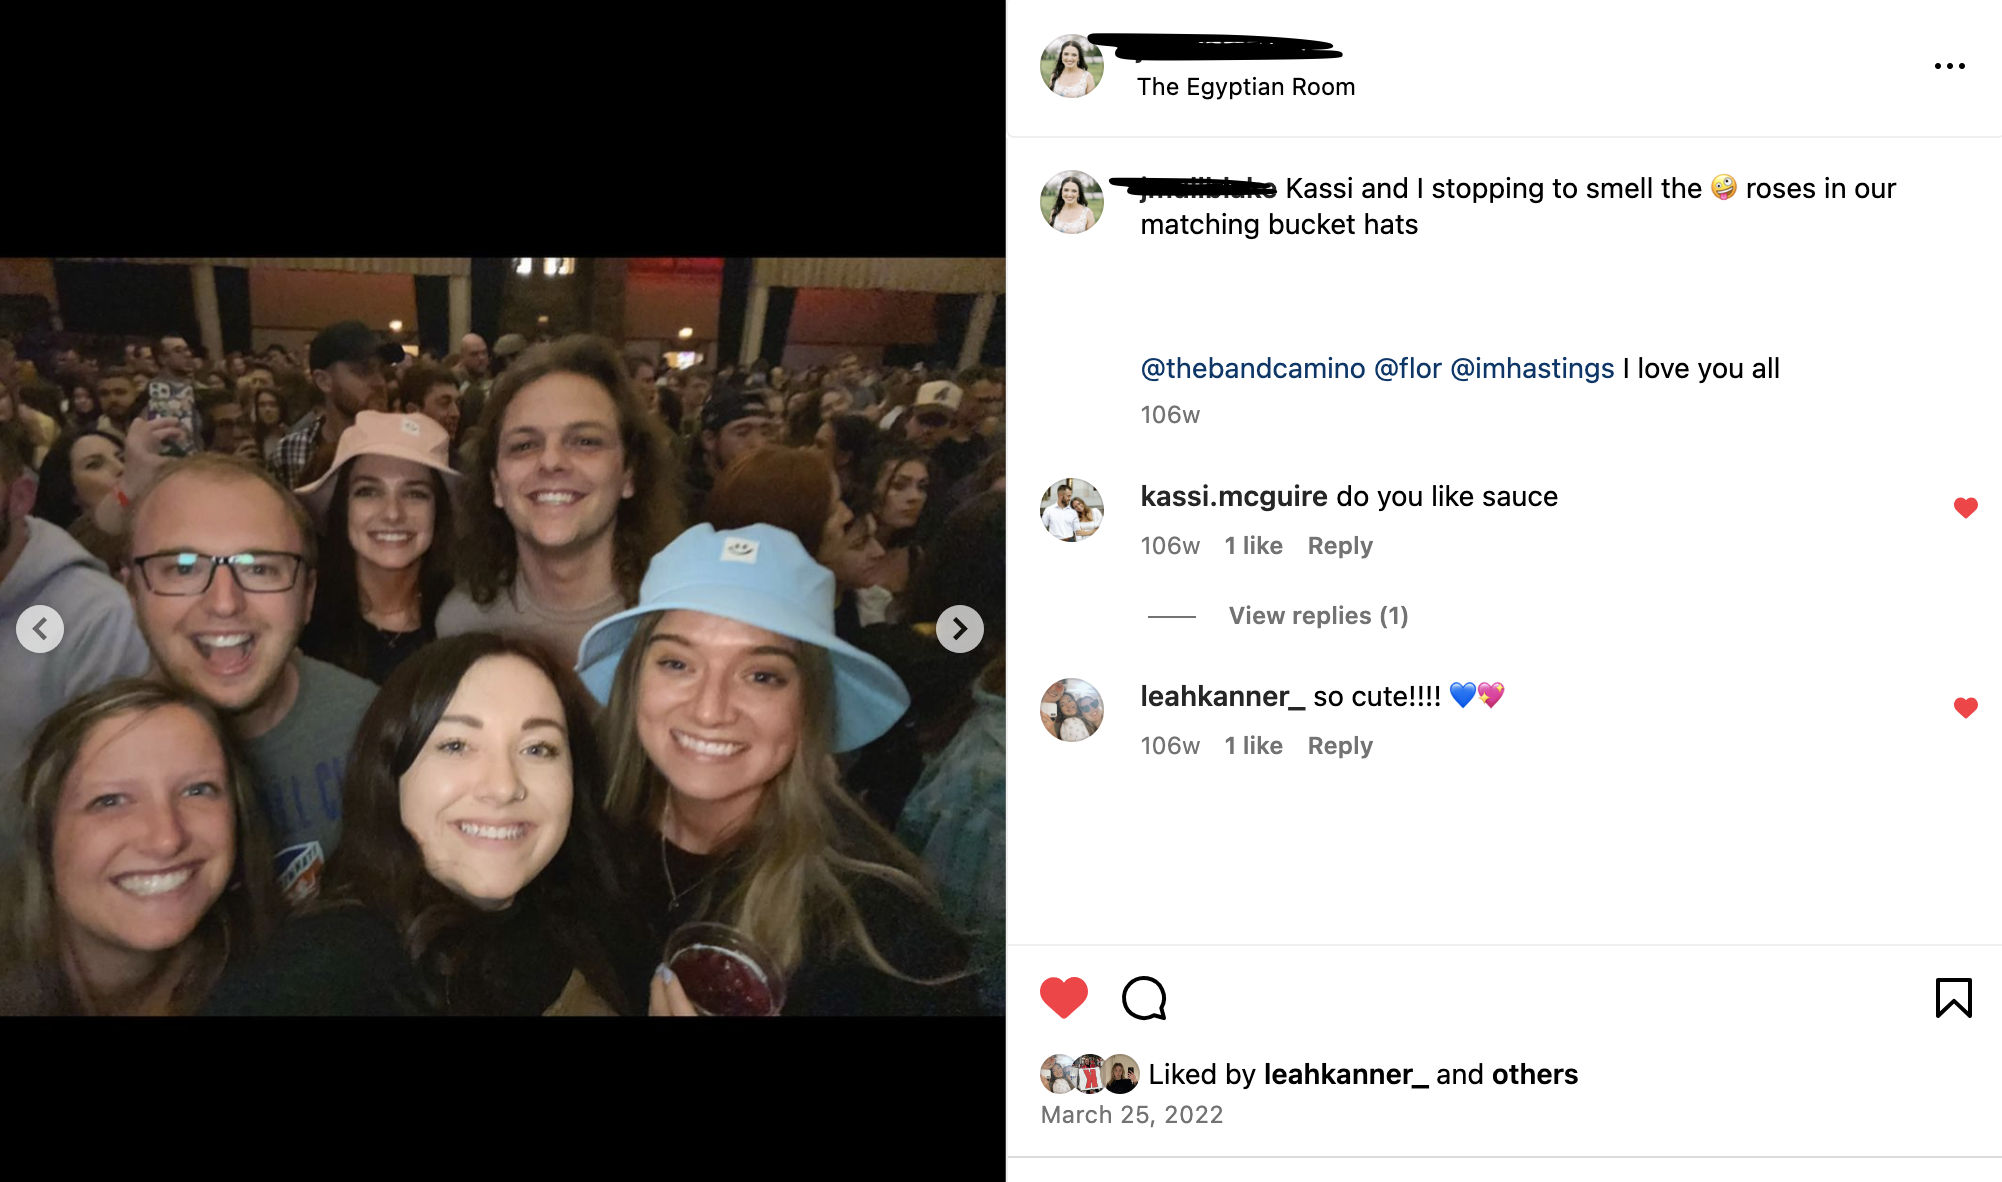 The Egyptian Room
Kassi and I stopping to smell the 🤪 roses in our
matching bucket hats
@thebandcamino @flor @imhastings I love you all
106w
kassi.mcguire do you like sauce
106w 1 like Reply
View replies (1)
leahkanner_ so cute!!!! 💙💖
106w 1 like Reply
Liked by leahkanner_ and others
March 25, 2022